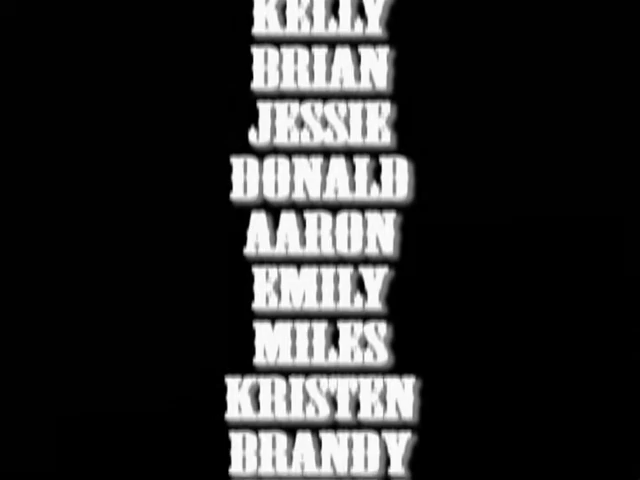 KELLY
BRIAN
JESSIE
DONALD
AARON
EMILY
MILES
KRISTEN
BRANDY